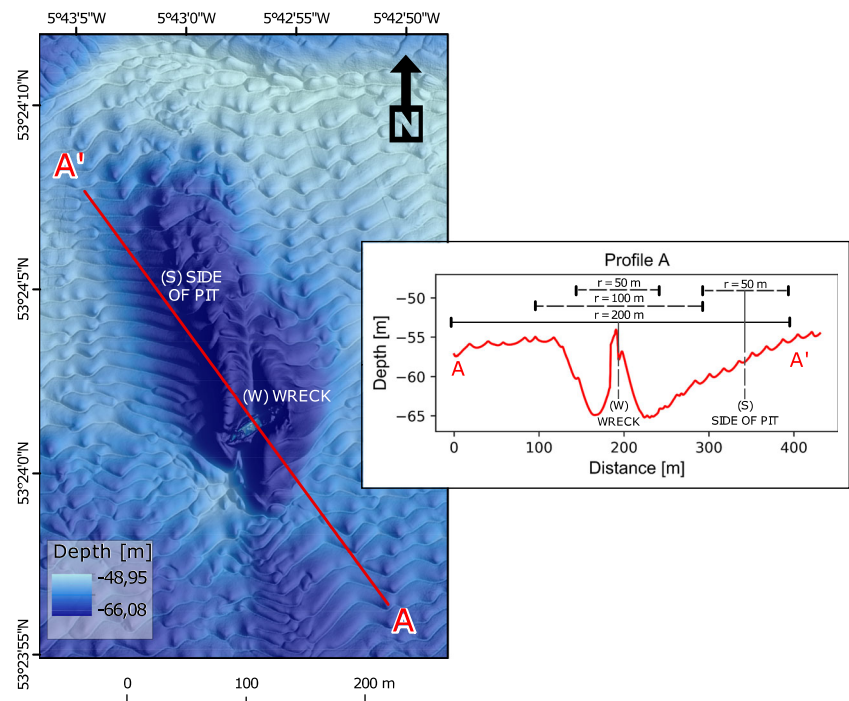 5°43'5"W 5°43'0"W 5°42'55"W 5°42'50"W
53°24'10"N
53°24'5"N
53°24'0"N
53°23'55"N
N
A'
(S) SIDE
OF PIT
(W) WRECK
A
Depth [m]
-48,95
-66,08
0 100 200 m
Profile A
r = 50 m r = 50 m
r = 100 m
r = 200 m
Depth [m]
−50
−55
−60
−65
A
A'
(W)
WRECK
(S)
SIDE OF PIT
0 100 200 300 400
Distance [m]